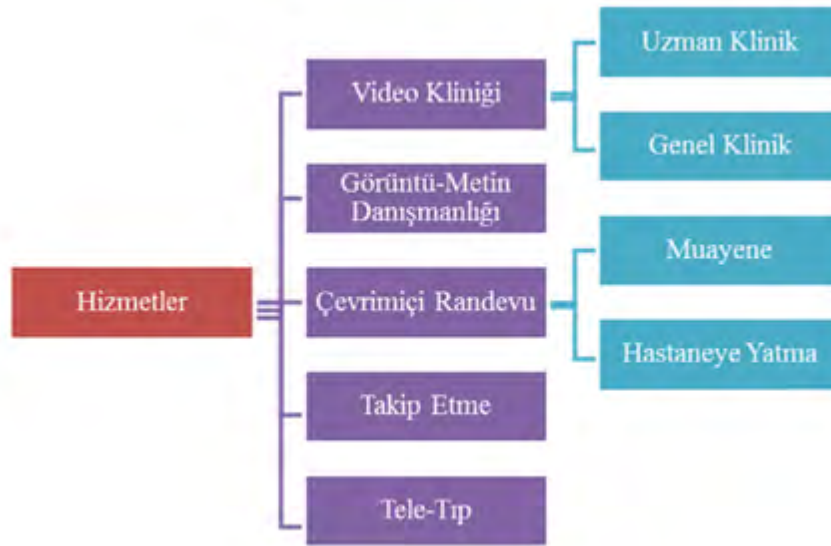 Hizmetler
Video Kliniği
Uzman Klinik
Genel Klinik
Görüntü-Metin
Danışmanlığı
Çevrimiçi Randevu
Muayene
Hastaneye Yatma
Takip Etme
Tele-Tıp